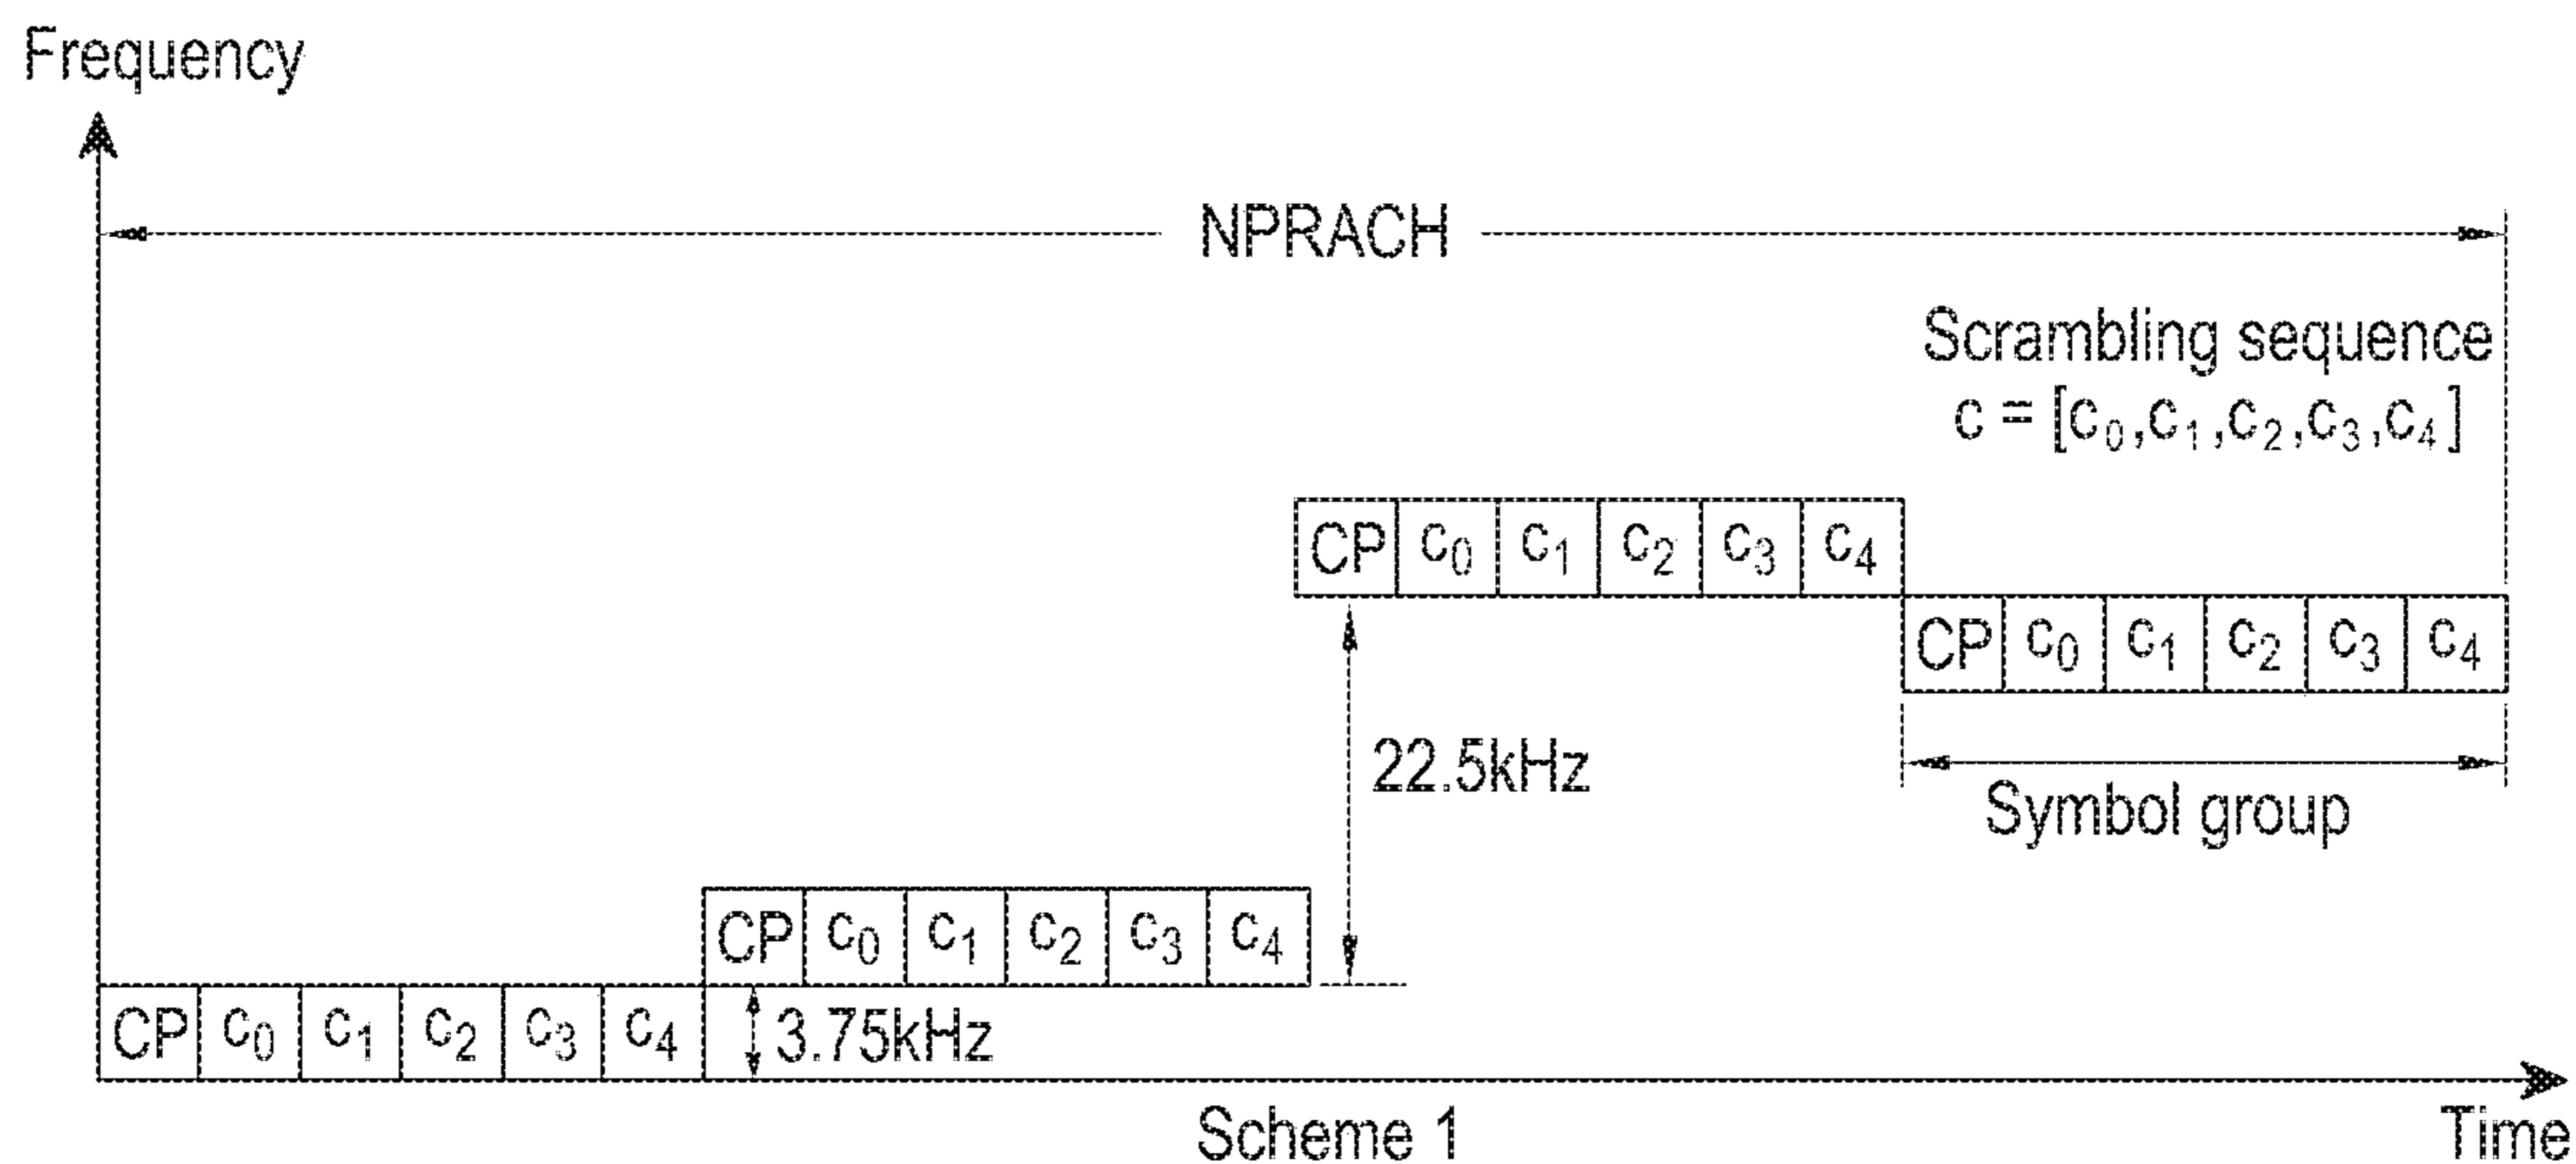 Frequency
NPRACH
Scrambling sequence
c = [c₀,c₁,c₂,c₃,c₄]
CP c₀ c₁ c₂ c₃ c₄
CP c₀ c₁ c₂ c₃ c₄
22.5kHz
Symbol group
CP c₀ c₁ c₂ c₃ c₄
CP c₀ c₁ c₂ c₃ c₄
3.75kHz
Scheme 1
Time